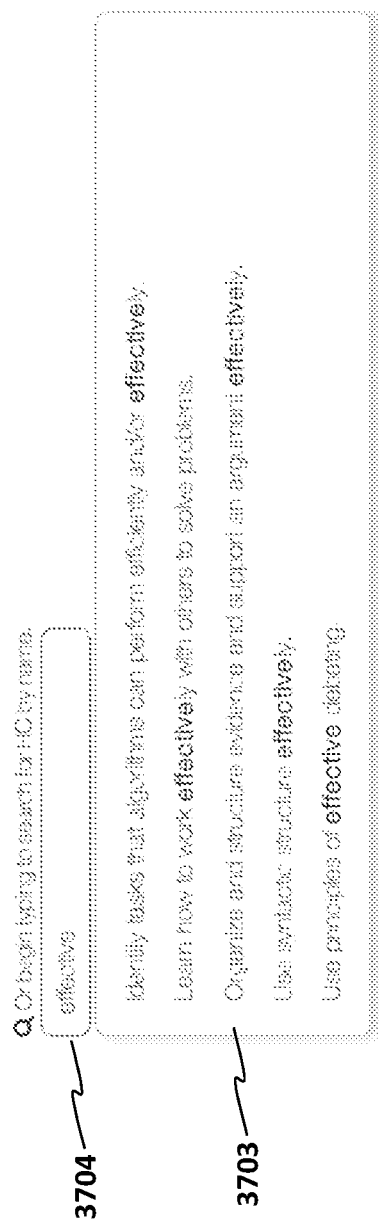 Or begin typing to search for HC by name.
effective
Identify tasks that algorithms can perform efficiently and/or effectively.
Learn how to work effectively with others to solve problems.
Organize and structure evidence and support an argument effectively.
Use syntactic structure effectively.
Use principles of effective debating.
3704
3703